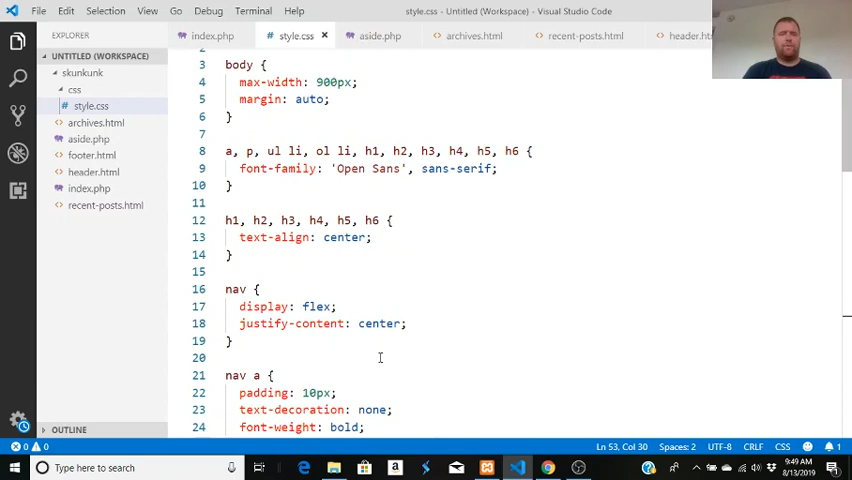 File Edit Selection View Go Debug Terminal Help
style.css - Untitled (Workspace) - Visual Studio Code
EXPLORER
index.php
style.css
aside.php
archives.html
recent-posts.html
header.ht
UNTITLED (WORKSPACE)
skunkunk
css
# style.css
archives.html
aside.php
footer.html
header.html
index.php
recent-posts.html
OUTLINE
2
3 body {
4 max-width: 900px;
5 margin: auto;
6 }
7
8 a, p, ul li, ol li, h1, h2, h3, h4, h5, h6 {
9 font-family: 'Open Sans', sans-serif;
10 }
11
12 h1, h2, h3, h4, h5, h6 {
13 text-align: center;
14 }
15
16 nav {
17 display: flex;
18 justify-content: center;
19 }
20
21 nav a {
22 padding: 10px;
23 text-decoration: none;
24 font-weight: bold;
0 0
Ln 53, Col 30 Spaces: 2 UTF-8 CRLF CSS 1
Type here to search
9:49 AM
8/13/2019